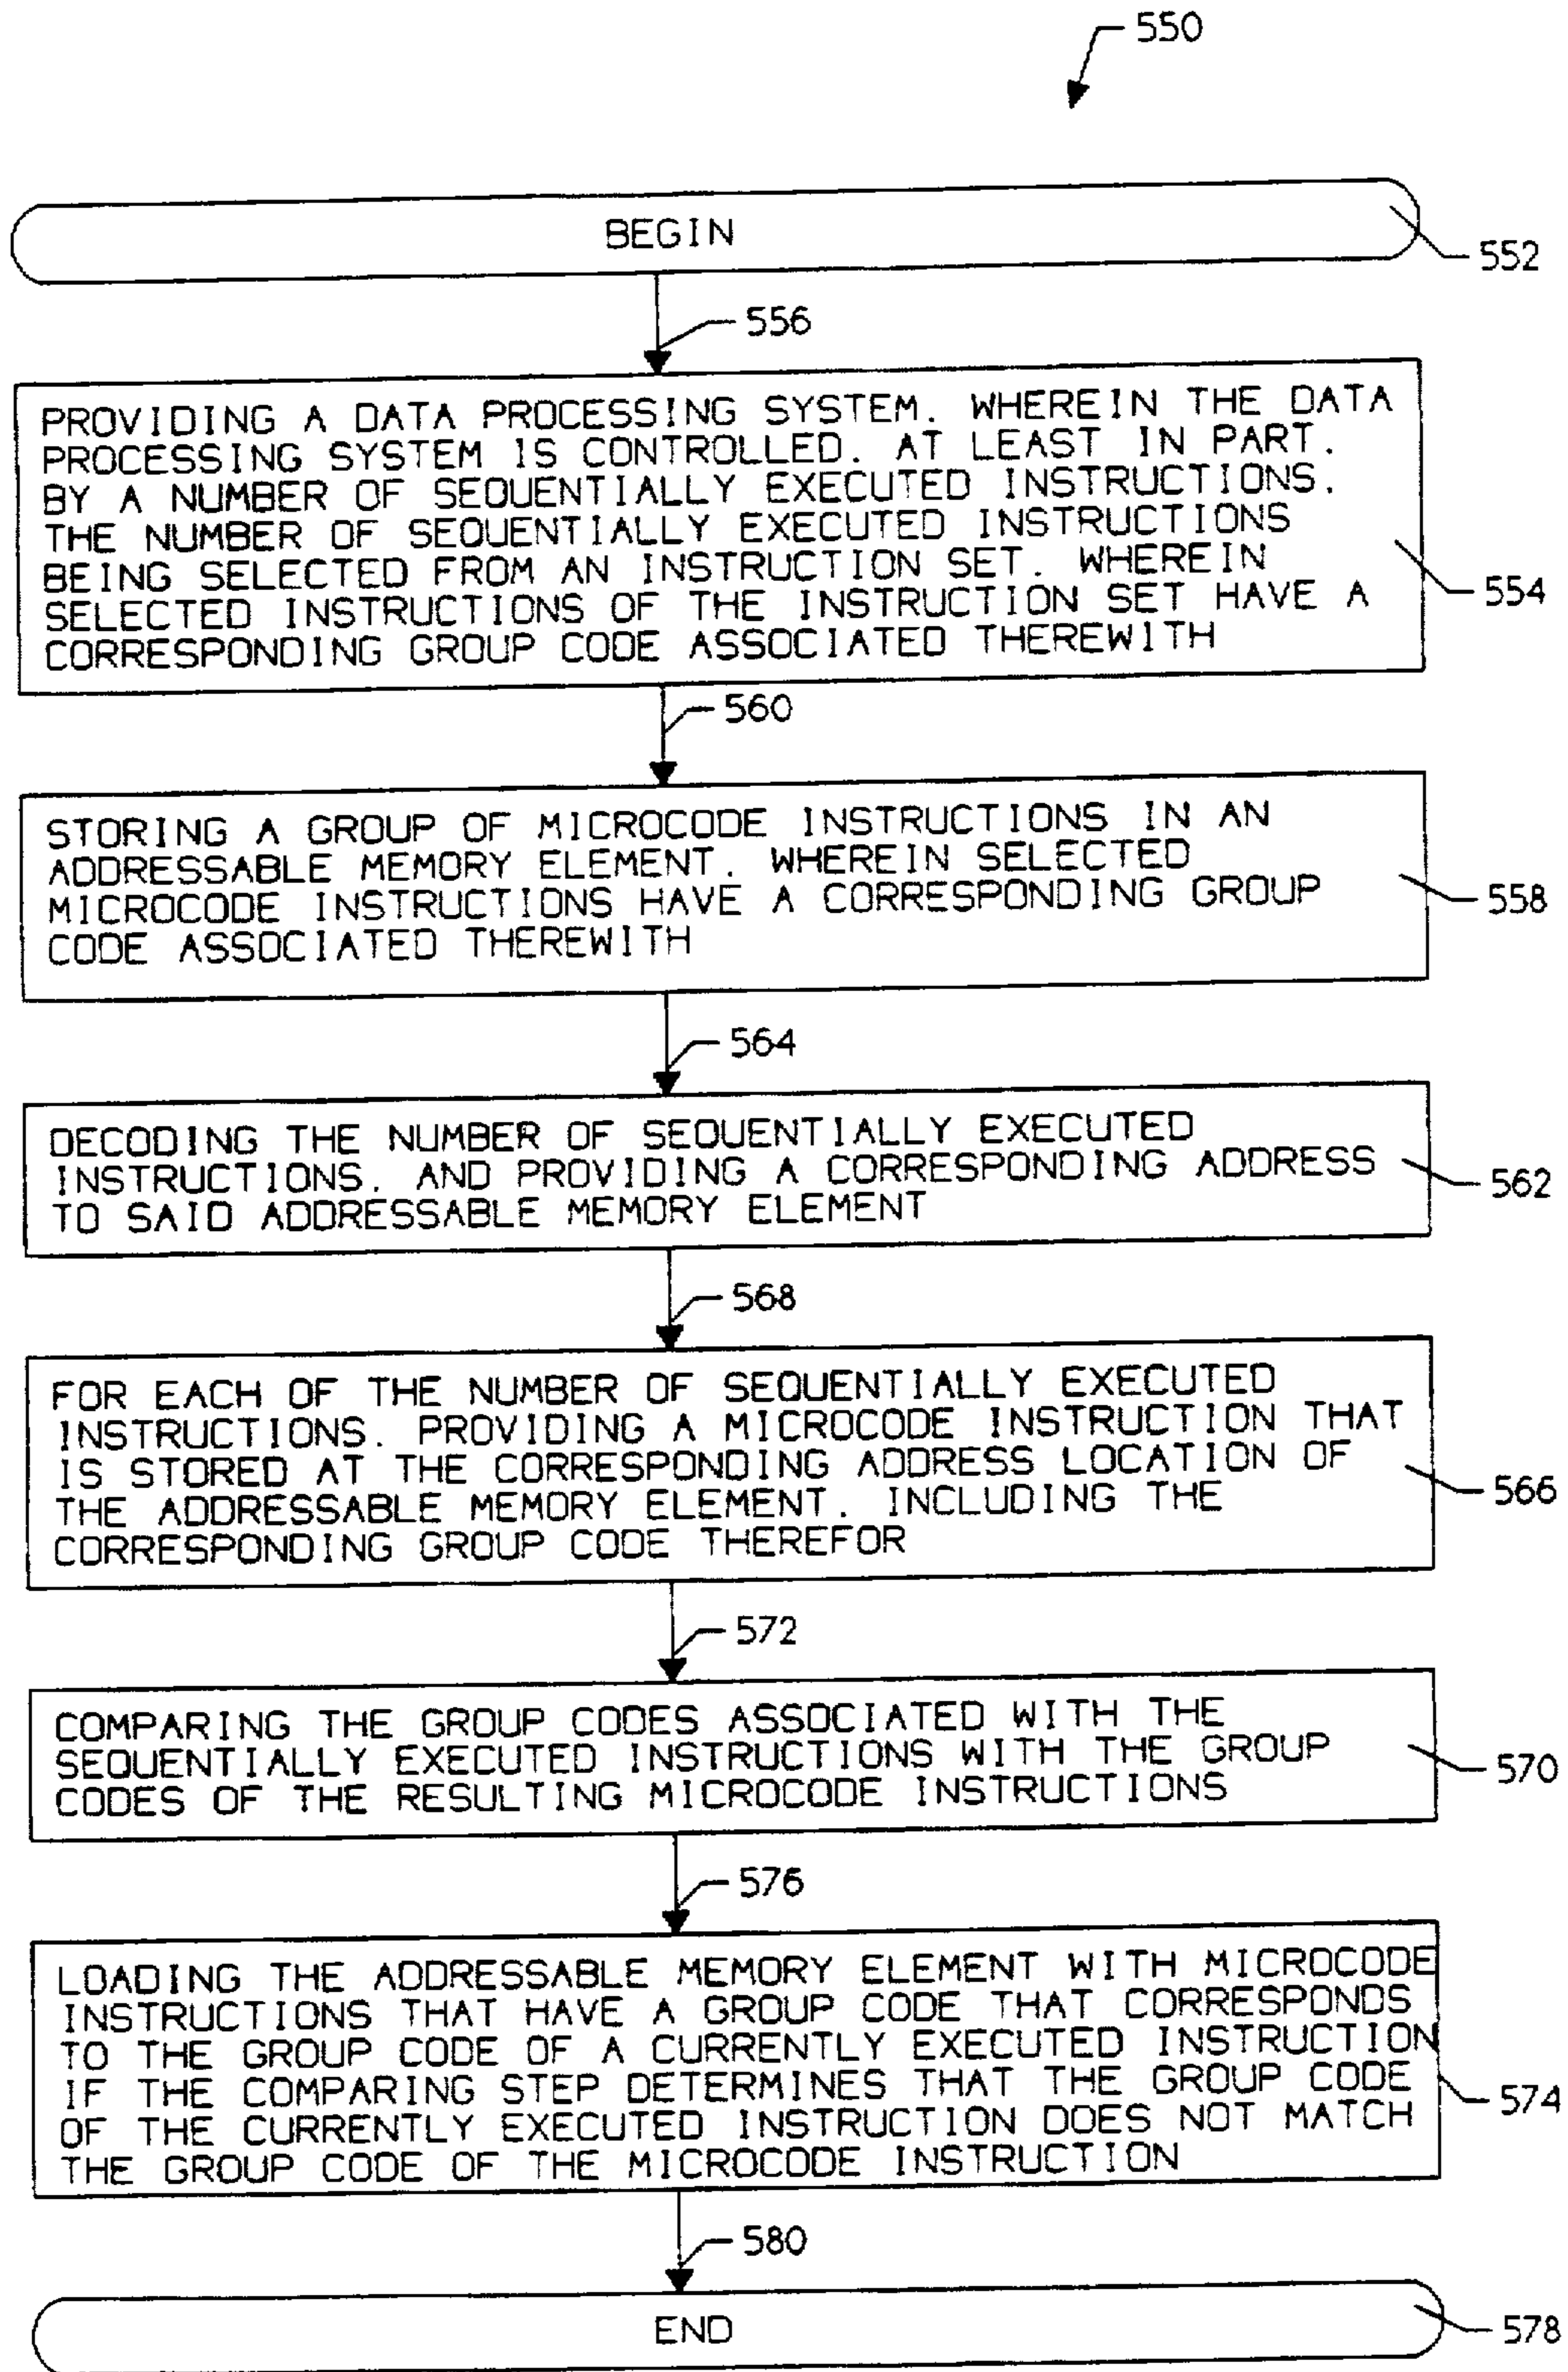 550
BEGIN
552
556
PROVIDING A DATA PROCESSING SYSTEM. WHEREIN THE DATA
PROCESSING SYSTEM IS CONTROLLED. AT LEAST IN PART.
BY A NUMBER OF SEQUENTIALLY EXECUTED INSTRUCTIONS.
THE NUMBER OF SEQUENTIALLY EXECUTED INSTRUCTIONS
BEING SELECTED FROM AN INSTRUCTION SET. WHEREIN
SELECTED INSTRUCTIONS OF THE INSTRUCTION SET HAVE A
CORRESPONDING GROUP CODE ASSOCIATED THEREWITH
554
560
STORING A GROUP OF MICROCODE INSTRUCTIONS IN AN
ADDRESSABLE MEMORY ELEMENT. WHEREIN SELECTED
MICROCODE INSTRUCTIONS HAVE A CORRESPONDING GROUP
CODE ASSOCIATED THEREWITH
558
564
DECODING THE NUMBER OF SEQUENTIALLY EXECUTED
INSTRUCTIONS. AND PROVIDING A CORRESPONDING ADDRESS
TO SAID ADDRESSABLE MEMORY ELEMENT
562
568
FOR EACH OF THE NUMBER OF SEQUENTIALLY EXECUTED
INSTRUCTIONS. PROVIDING A MICROCODE INSTRUCTION THAT
IS STORED AT THE CORRESPONDING ADDRESS LOCATION OF
THE ADDRESSABLE MEMORY ELEMENT. INCLUDING THE
CORRESPONDING GROUP CODE THEREFOR
566
572
COMPARING THE GROUP CODES ASSOCIATED WITH THE
SEQUENTIALLY EXECUTED INSTRUCTIONS WITH THE GROUP
CODES OF THE RESULTING MICROCODE INSTRUCTIONS
570
576
LOADING THE ADDRESSABLE MEMORY ELEMENT WITH MICROCODE
INSTRUCTIONS THAT HAVE A GROUP CODE THAT CORRESPONDS
TO THE GROUP CODE OF A CURRENTLY EXECUTED INSTRUCTION
IF THE COMPARING STEP DETERMINES THAT THE GROUP CODE
OF THE CURRENTLY EXECUTED INSTRUCTION DOES NOT MATCH
THE GROUP CODE OF THE MICROCODE INSTRUCTION
574
580
END
578